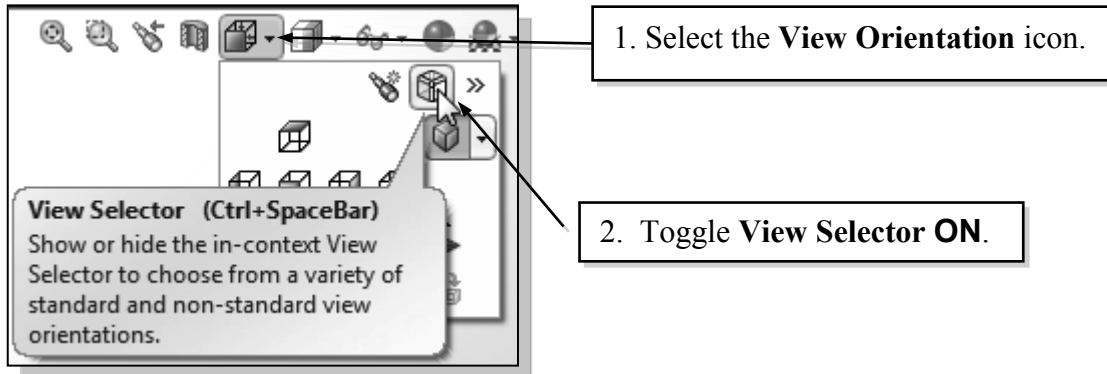 1. Select the View Orientation icon.
View Selector (Ctrl+SpaceBar)
Show or hide the in-context View
Selector to choose from a variety of
standard and non-standard view
orientations.
2. Toggle View Selector ON.